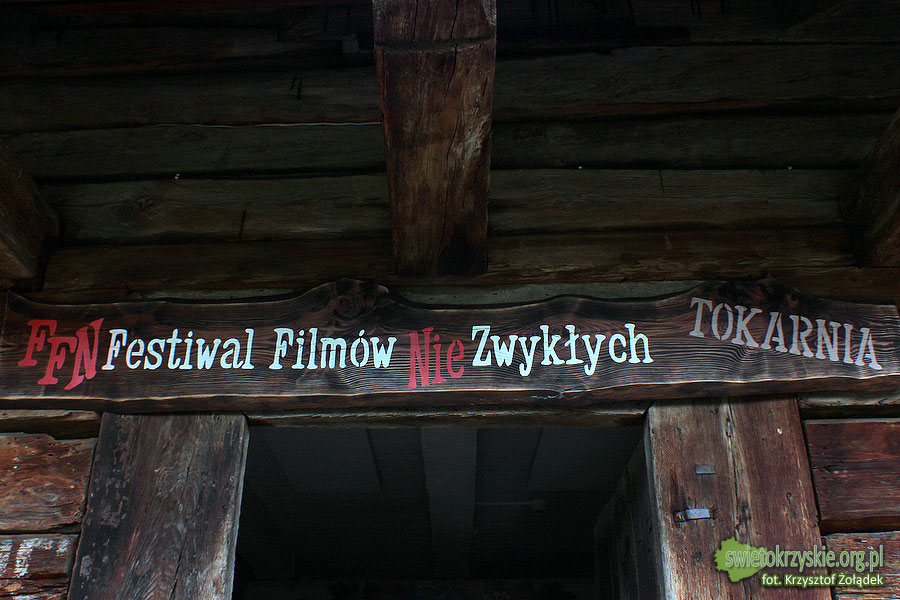 FFN Festiwal Filmów Nie Zwykłych TOKARNIA
swietokrzyskie.org.pl
fot. Krzysztof Żołądek